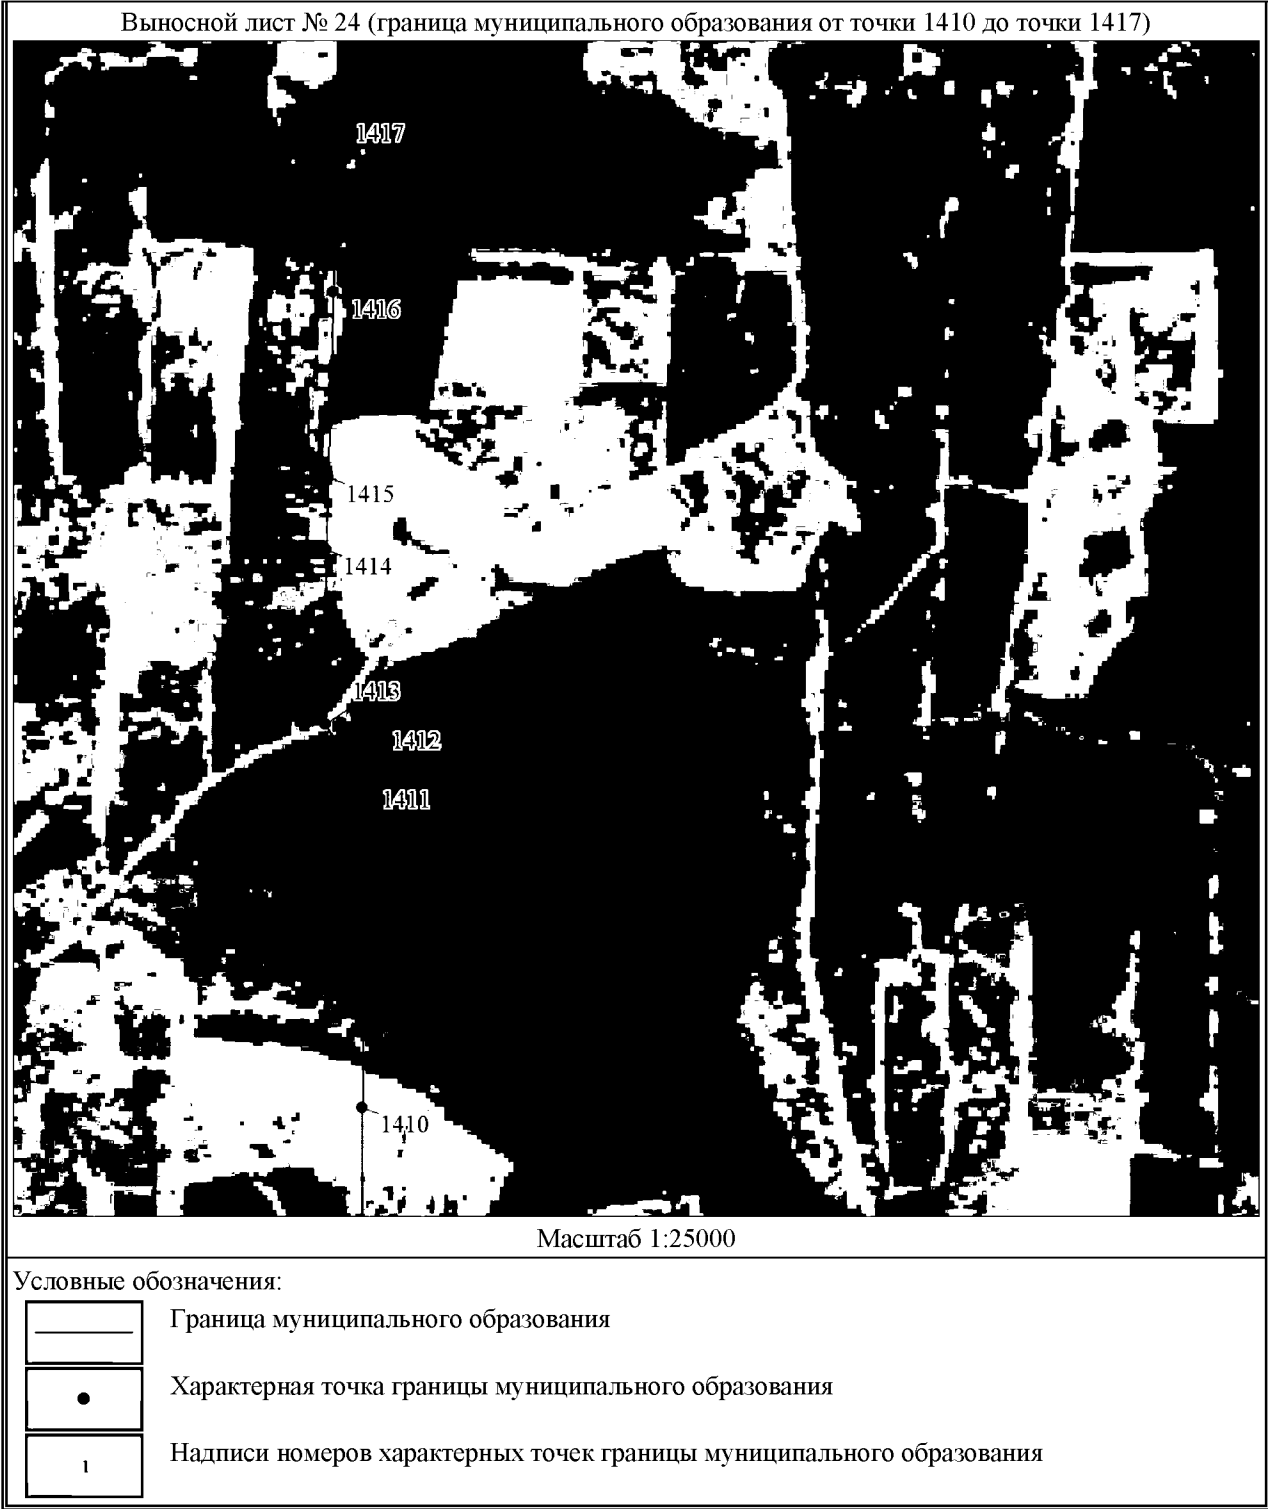 Выносной лист № 24 (граница муниципального образования от точки 1410 до точки 1417)
1417
1416
1415
1414
1413
1412
1411
1410
Масштаб 1:25000
Условные обозначения:
Граница муниципального образования
Характерная точка границы муниципального образования
1
Надписи номеров характерных точек границы муниципального образования